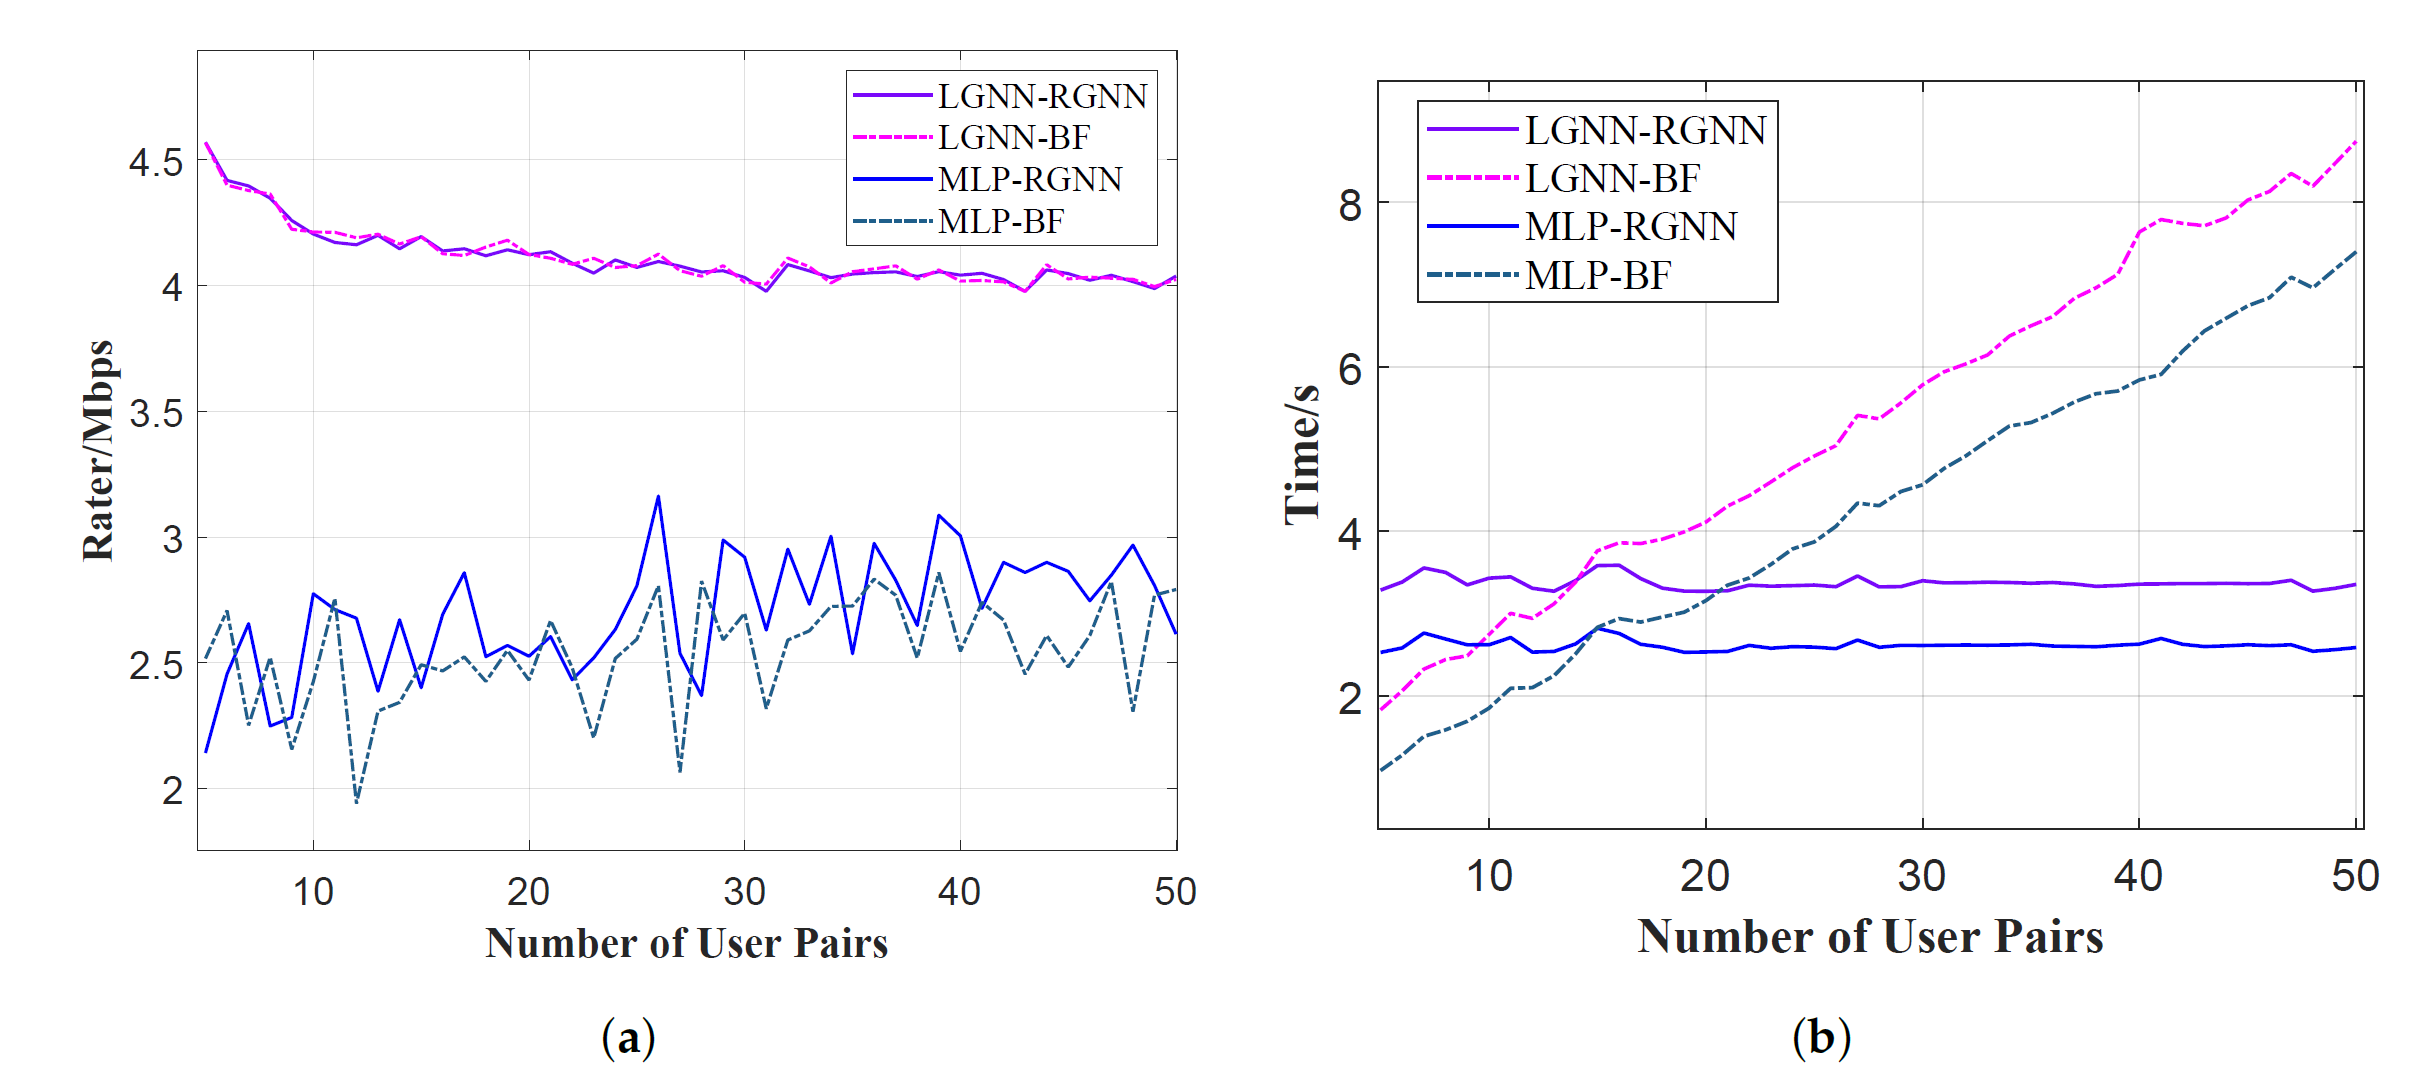 LGNN-RGNN
LGNN-BF
MLP-RGNN
MLP-BF
4.5
4
3.5
3
2.5
2
Rater/Mbps
10 20 30 40 50
Number of User Pairs
(a)
LGNN-RGNN
LGNN-BF
MLP-RGNN
MLP-BF
8
6
4
2
Time/s
10 20 30 40 50
Number of User Pairs
(b)